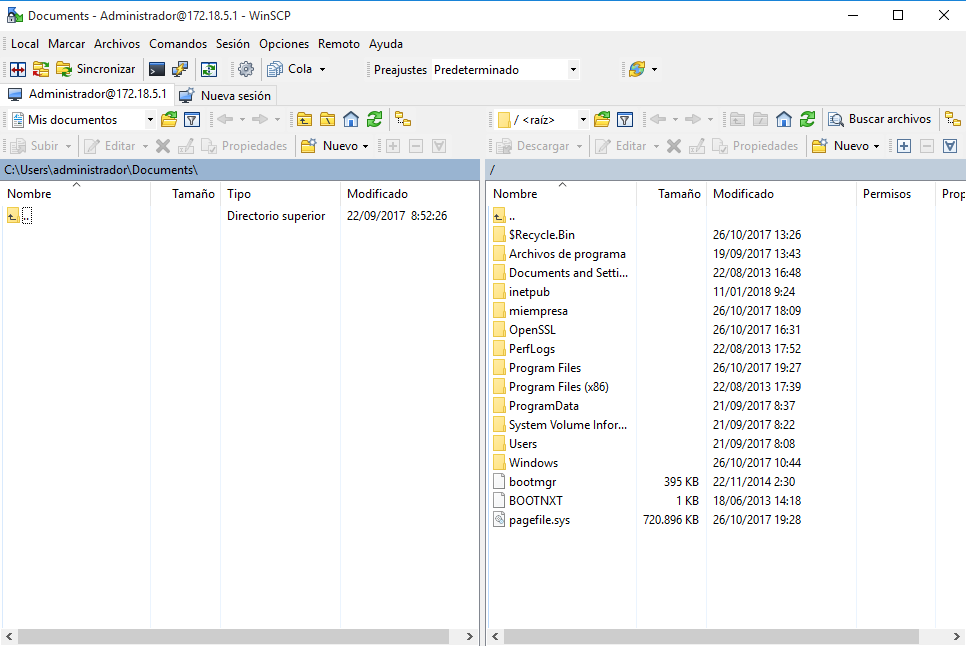 Documents - Administrador@172.18.5.1 - WinSCP
Local Marcar Archivos Comandos Sesión Opciones Remoto Ayuda
Sincronizar Cola Preajustes Predeterminado
Administrador@172.18.5.1 Nueva sesión
Mis documentos / <raíz> Buscar archivos
Subir Editar Propiedades Nuevo Descargar Editar Propiedades Nuevo
C:\Users\administrador\Documents\ /
Nombre Tamaño Tipo Modificado
.. Directorio superior 22/09/2017 8:52:26
Nombre Tamaño Modificado Permisos Prop
..
$Recycle.Bin 26/10/2017 13:26
Archivos de programa 19/09/2017 13:43
Documents and Setti... 22/08/2013 16:48
inetpub 11/01/2018 9:24
miempresa 26/10/2017 18:09
OpenSSL 26/10/2017 16:31
PerfLogs 22/08/2013 17:52
Program Files 26/10/2017 19:27
Program Files (x86) 22/08/2013 17:39
ProgramData 21/09/2017 8:37
System Volume Infor... 21/09/2017 8:22
Users 21/09/2017 8:08
Windows 26/10/2017 10:44
bootmgr 395 KB 22/11/2014 2:30
BOOTNXT 1 KB 18/06/2013 14:18
pagefile.sys 720.896 KB 26/10/2017 19:28